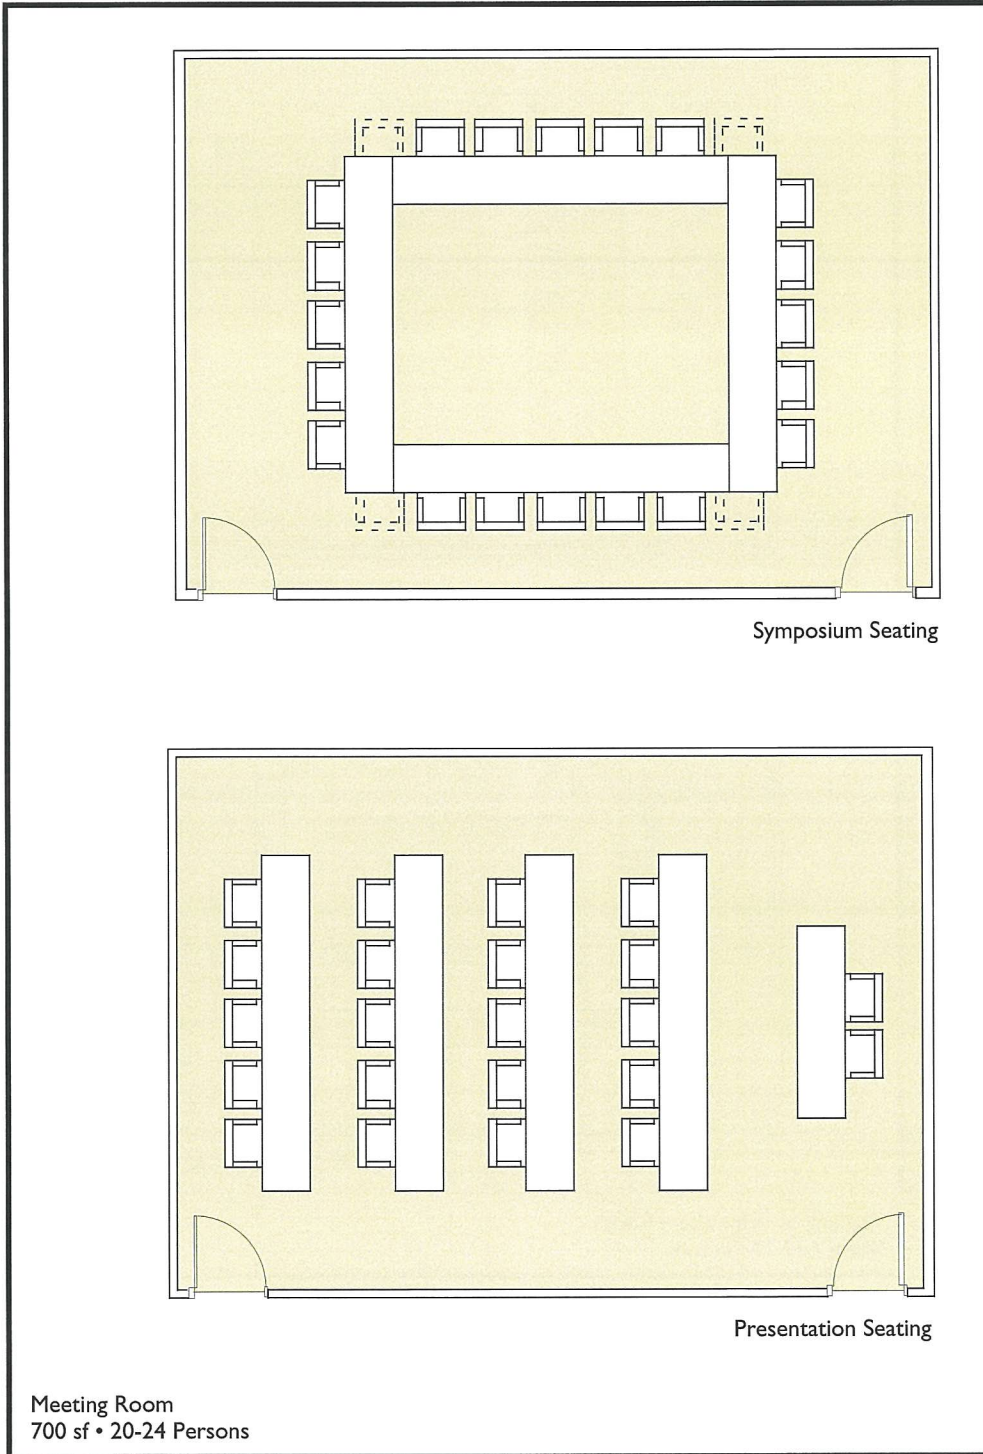 Symposium Seating
Presentation Seating
Meeting Room
700 sf • 20-24 Persons